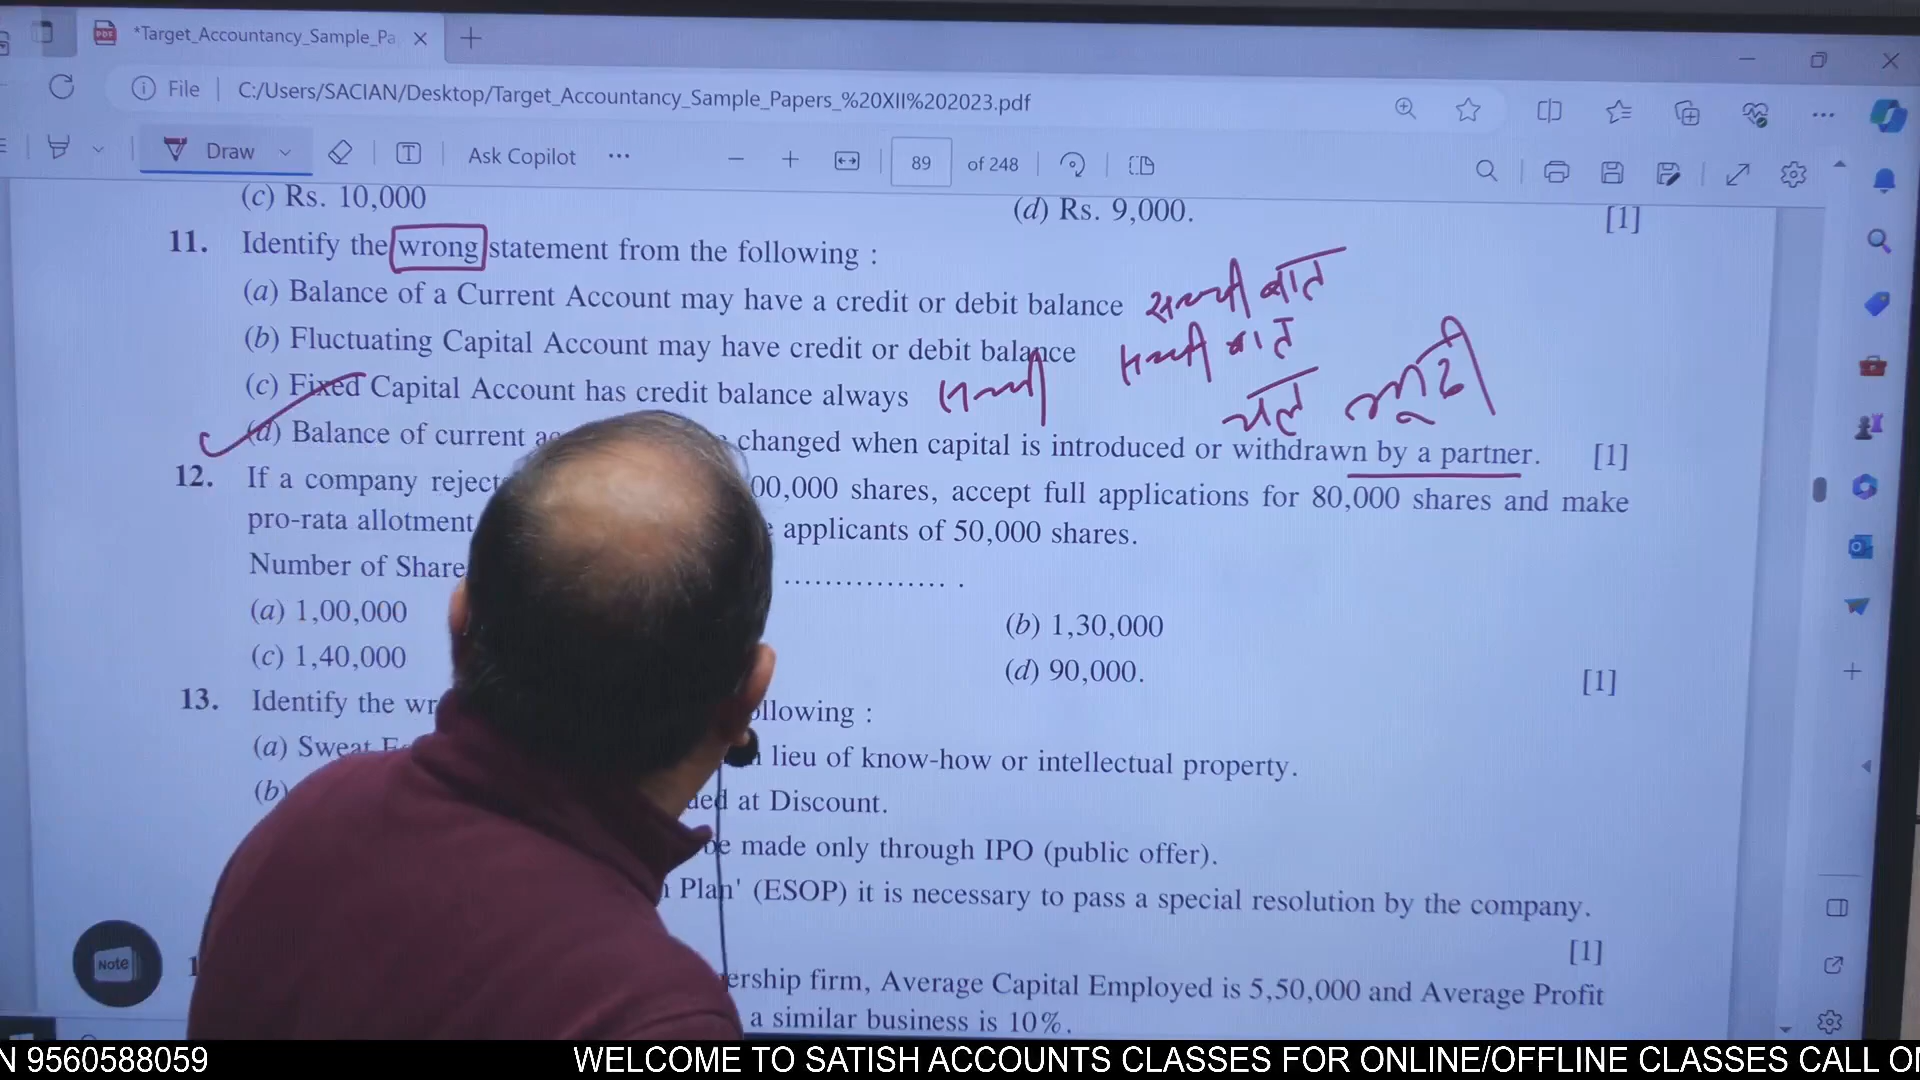 *Target_Accountancy_Sample_Pa
File C:/Users/SACIAN/Desktop/Target_Accountancy_Sample_Papers_%20XII%202023.pdf
Draw T Ask Copilot ... 89 of 248
(c) Rs. 10,000 (d) Rs. 9,000. [1]
11. Identify the wrong statement from the following :
(a) Balance of a Current Account may have a credit or debit balance सच्ची बात
(b) Fluctuating Capital Account may have credit or debit balance सच्ची बात
(c) Fixed Capital Account has credit balance always सच्ची
चल झूठी
(d) Balance of current changed when capital is introduced or withdrawn by a partner. [1]
12. If a company 00,000 shares, accept full applications for 80,000 shares and make
pro-rata allotment applicants of 50,000 shares.
Number of ................ .
(a) 1,00,000 (b) 1,30,000
(c) 1,40,000 (d) 90,000. [1]
13. Identify the :
(a) Sweat lieu of know-how or intellectual property.
(b) at Discount.
made only through IPO (public offer).
Plan' (ESOP) it is necessary to pass a special resolution by the company.
[1]
firm, Average Capital Employed is 5,50,000 and Average Profit
a similar business is 10%.
Note
N 9560588059 WELCOME TO SATISH ACCOUNTS CLASSES FOR ONLINE/OFFLINE CLASSES CALL